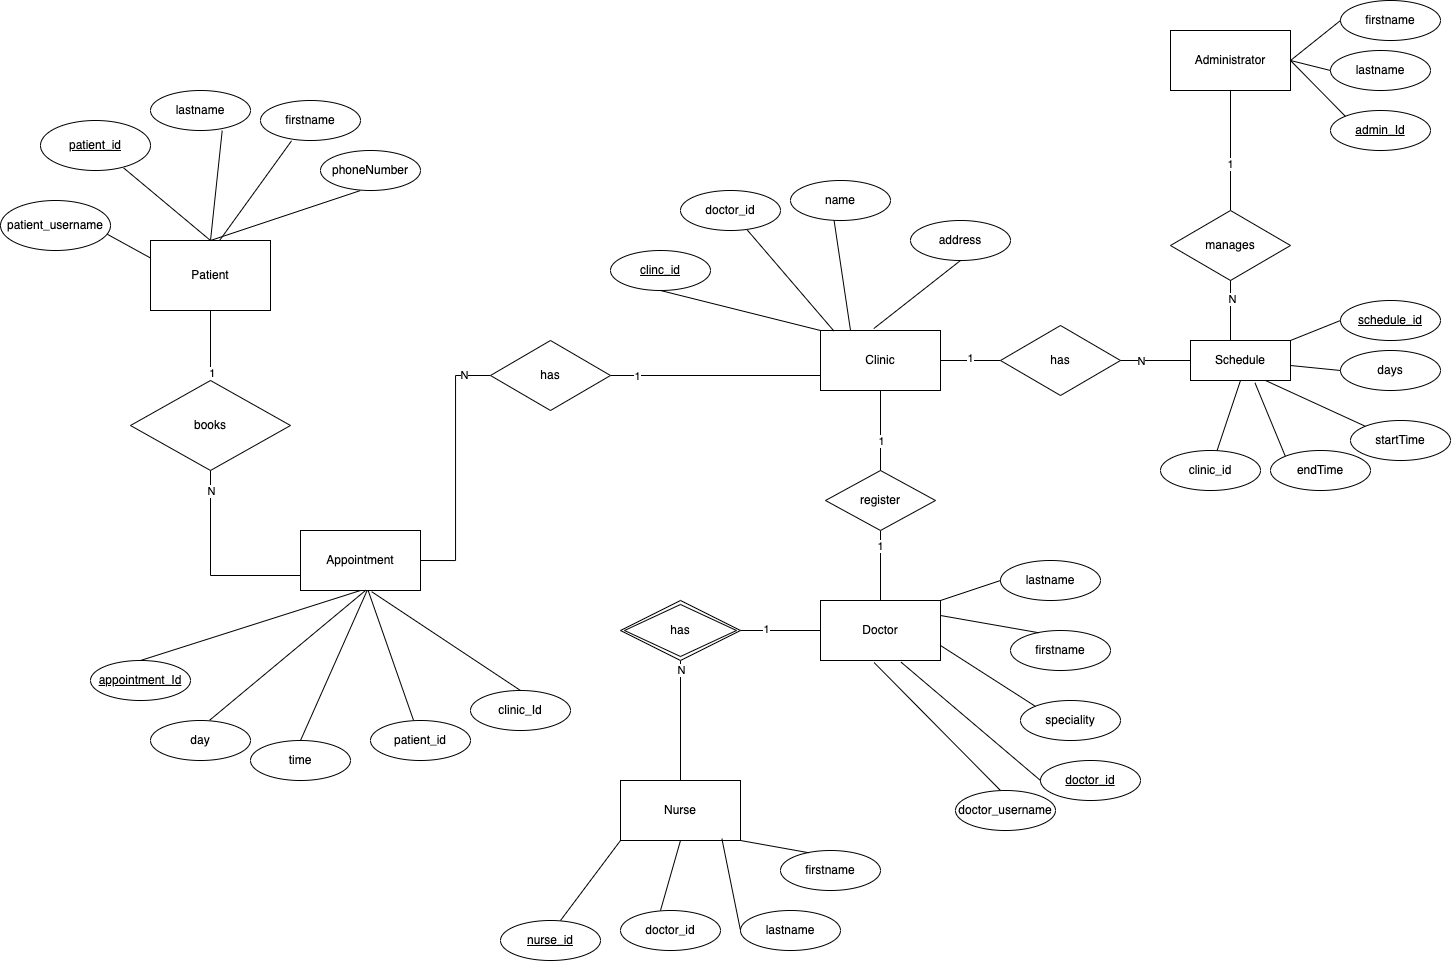 firstname
Administrator
lastname
admin_Id
lastname
firstname
patient_id
phoneNumber
patient_username
Patient
1
manages
N
name
doctor_id
address
clinc_id
schedule_id
Clinic
1
has
N
Schedule
days
startTime
clinic_id
endTime
1
books
N
N
has
1
1
register
1
Appointment
appointment_Id
day
time
patient_id
clinic_Id
has
1
Doctor
N
lastname
firstname
speciality
doctor_id
doctor_username
Nurse
firstname
nurse_id
doctor_id
lastname